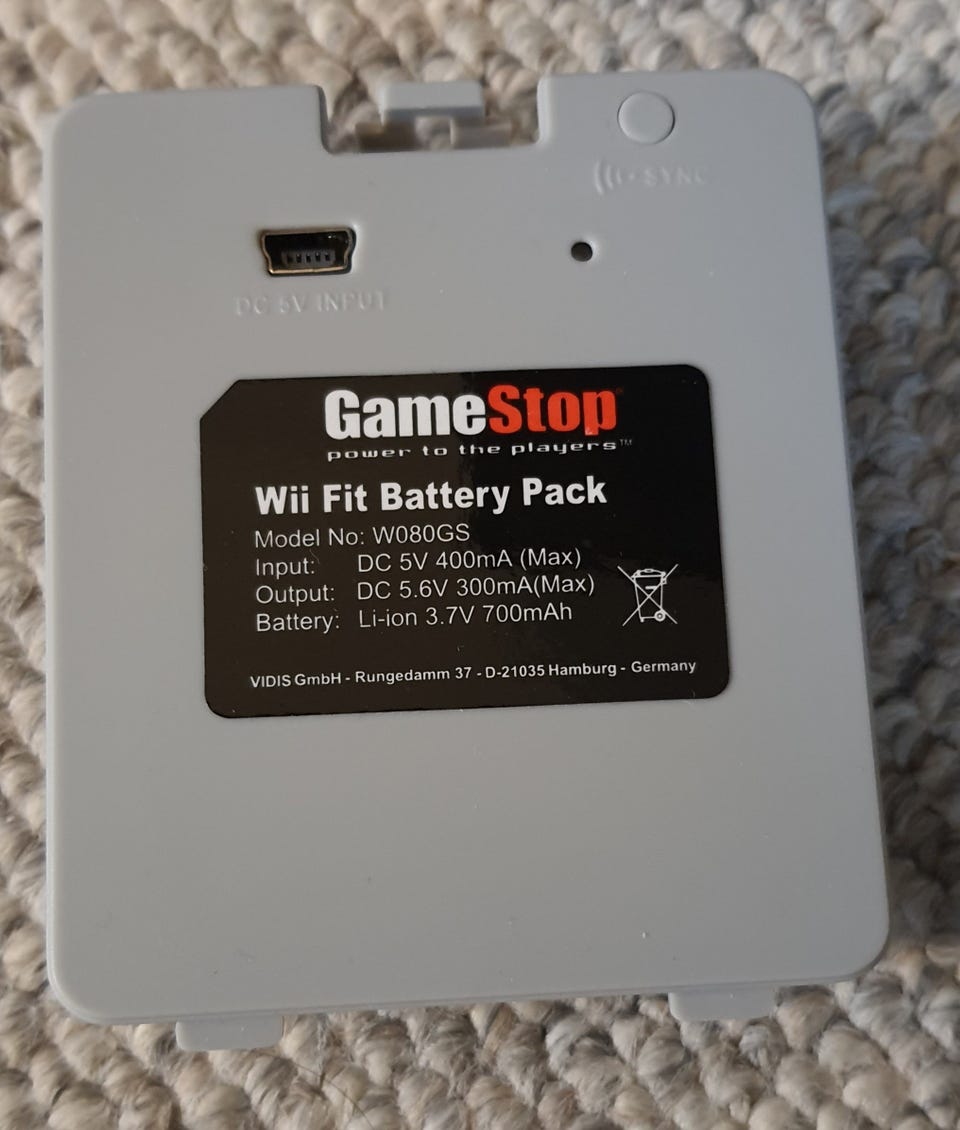 SYNC
DC 5V INPUT
GameStop™
power to the players™
Wii Fit Battery Pack
Model No: W080GS
Input: DC 5V 400mA (Max)
Output: DC 5.6V 300mA(Max)
Battery: Li-ion 3.7V 700mAh
VIDIS GmbH - Rungedamm 37 - D-21035 Hamburg - Germany